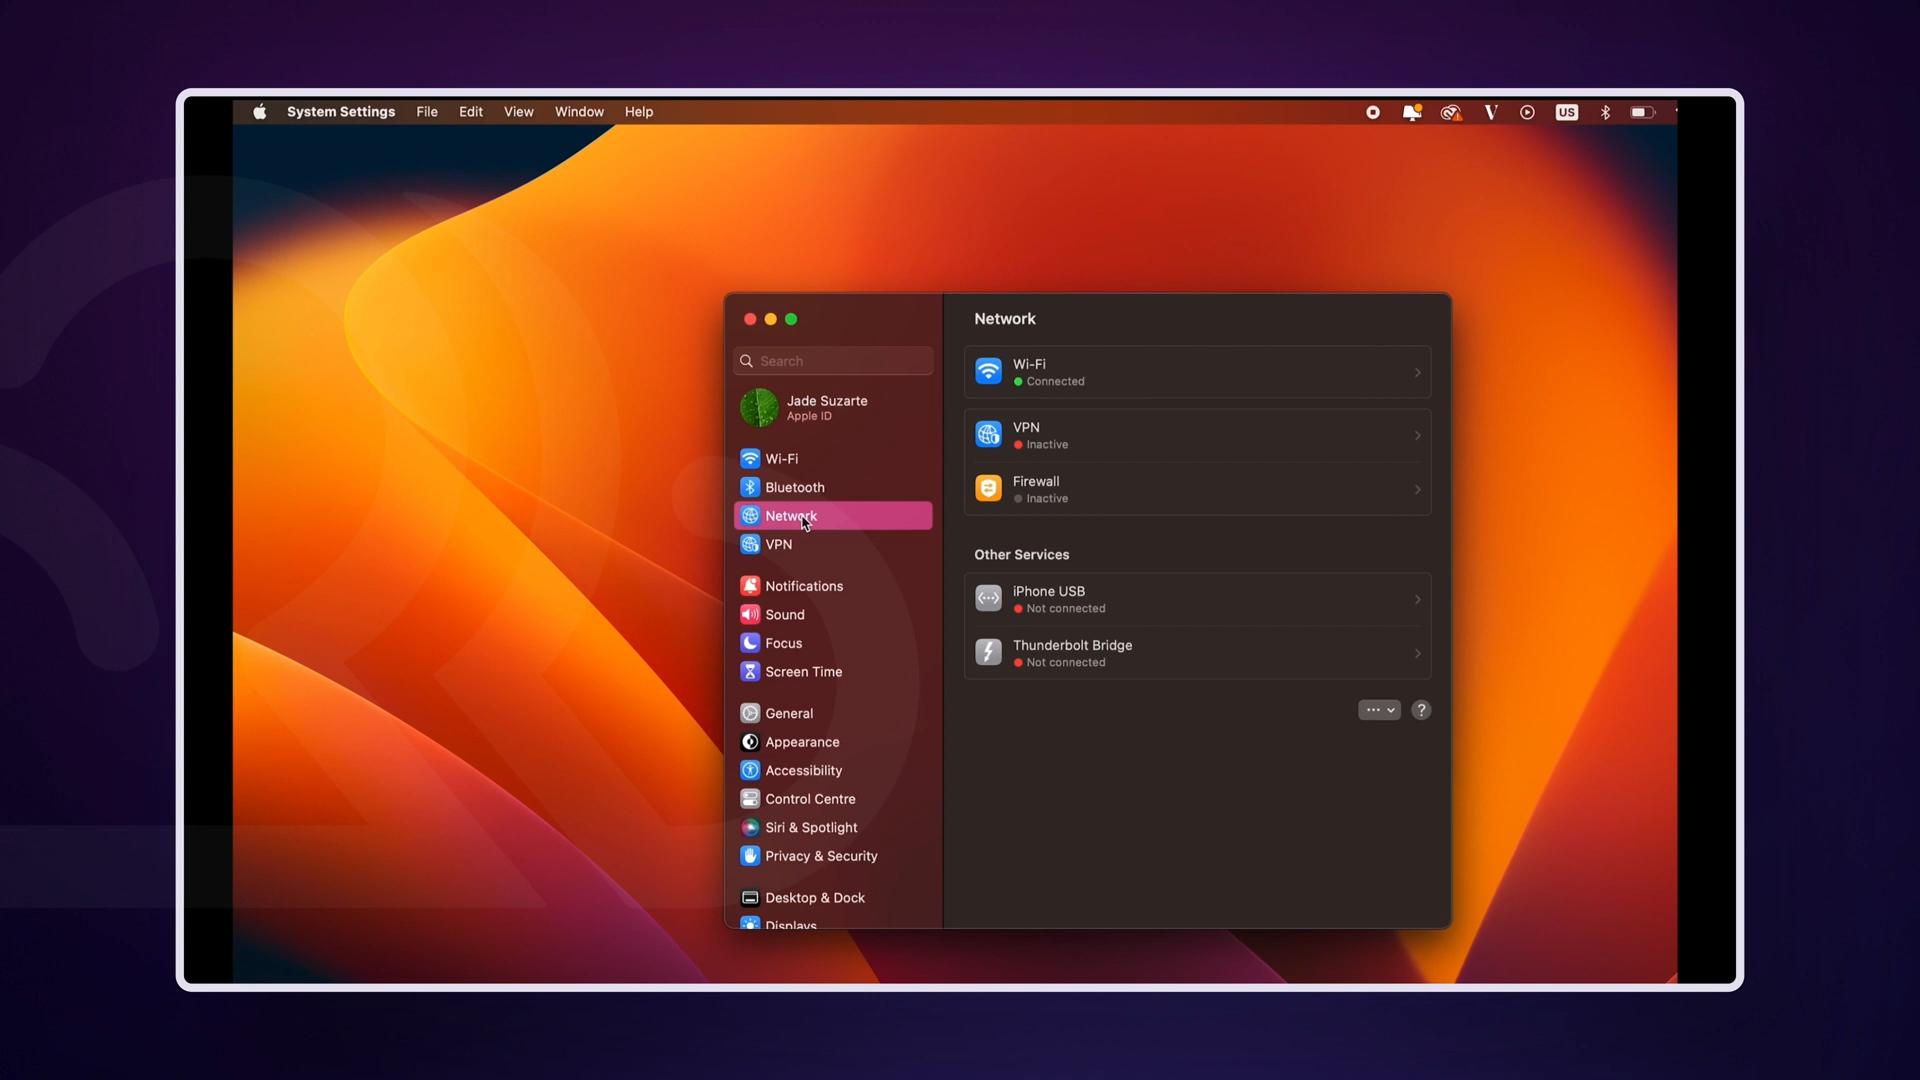 System Settings File Edit View Window Help
V US
Network
Search
Jade Suzarte
Apple ID
Wi-Fi
Bluetooth
Network
VPN
Notifications
Sound
Focus
Screen Time
General
Appearance
Accessibility
Control Centre
Siri & Spotlight
Privacy & Security
Desktop & Dock
Displays
Wi-Fi
Connected
VPN
Inactive
Firewall
Inactive
Other Services
iPhone USB
Not connected
Thunderbolt Bridge
Not connected
?